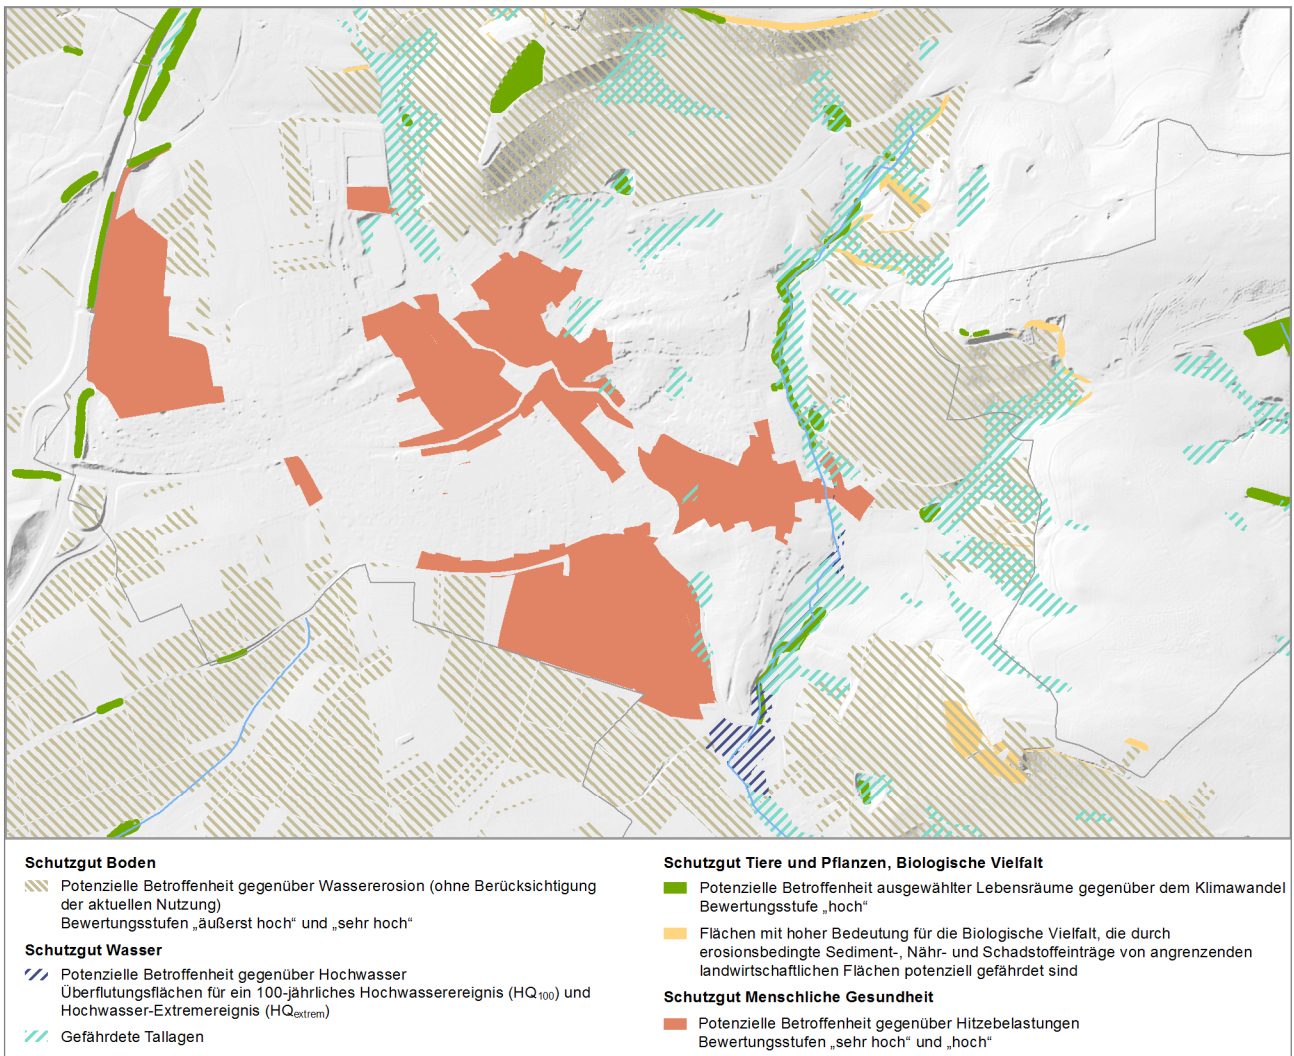 Schutzgut Boden
Potenzielle Betroffenheit gegenüber Wassererosion (ohne Berücksichtigung
der aktuellen Nutzung)
Bewertungsstufen „äußerst hoch“ und „sehr hoch“
Schutzgut Wasser
Potenzielle Betroffenheit gegenüber Hochwasser
Überflutungsflächen für ein 100-jährliches Hochwasserereignis (HQ100) und
Hochwasser-Extremereignis (HQextrem)
Gefährdete Tallagen
Schutzgut Tiere und Pflanzen, Biologische Vielfalt
Potenzielle Betroffenheit ausgewählter Lebensräume gegenüber dem Klimawandel
Bewertungsstufe „hoch“
Flächen mit hoher Bedeutung für die Biologische Vielfalt, die durch
erosionsbedingte Sediment-, Nähr- und Schadstoffeinträge von angrenzenden
landwirtschaftlichen Flächen potenziell gefährdet sind
Schutzgut Menschliche Gesundheit
Potenzielle Betroffenheit gegenüber Hitzebelastungen
Bewertungsstufen „sehr hoch“ und „hoch“